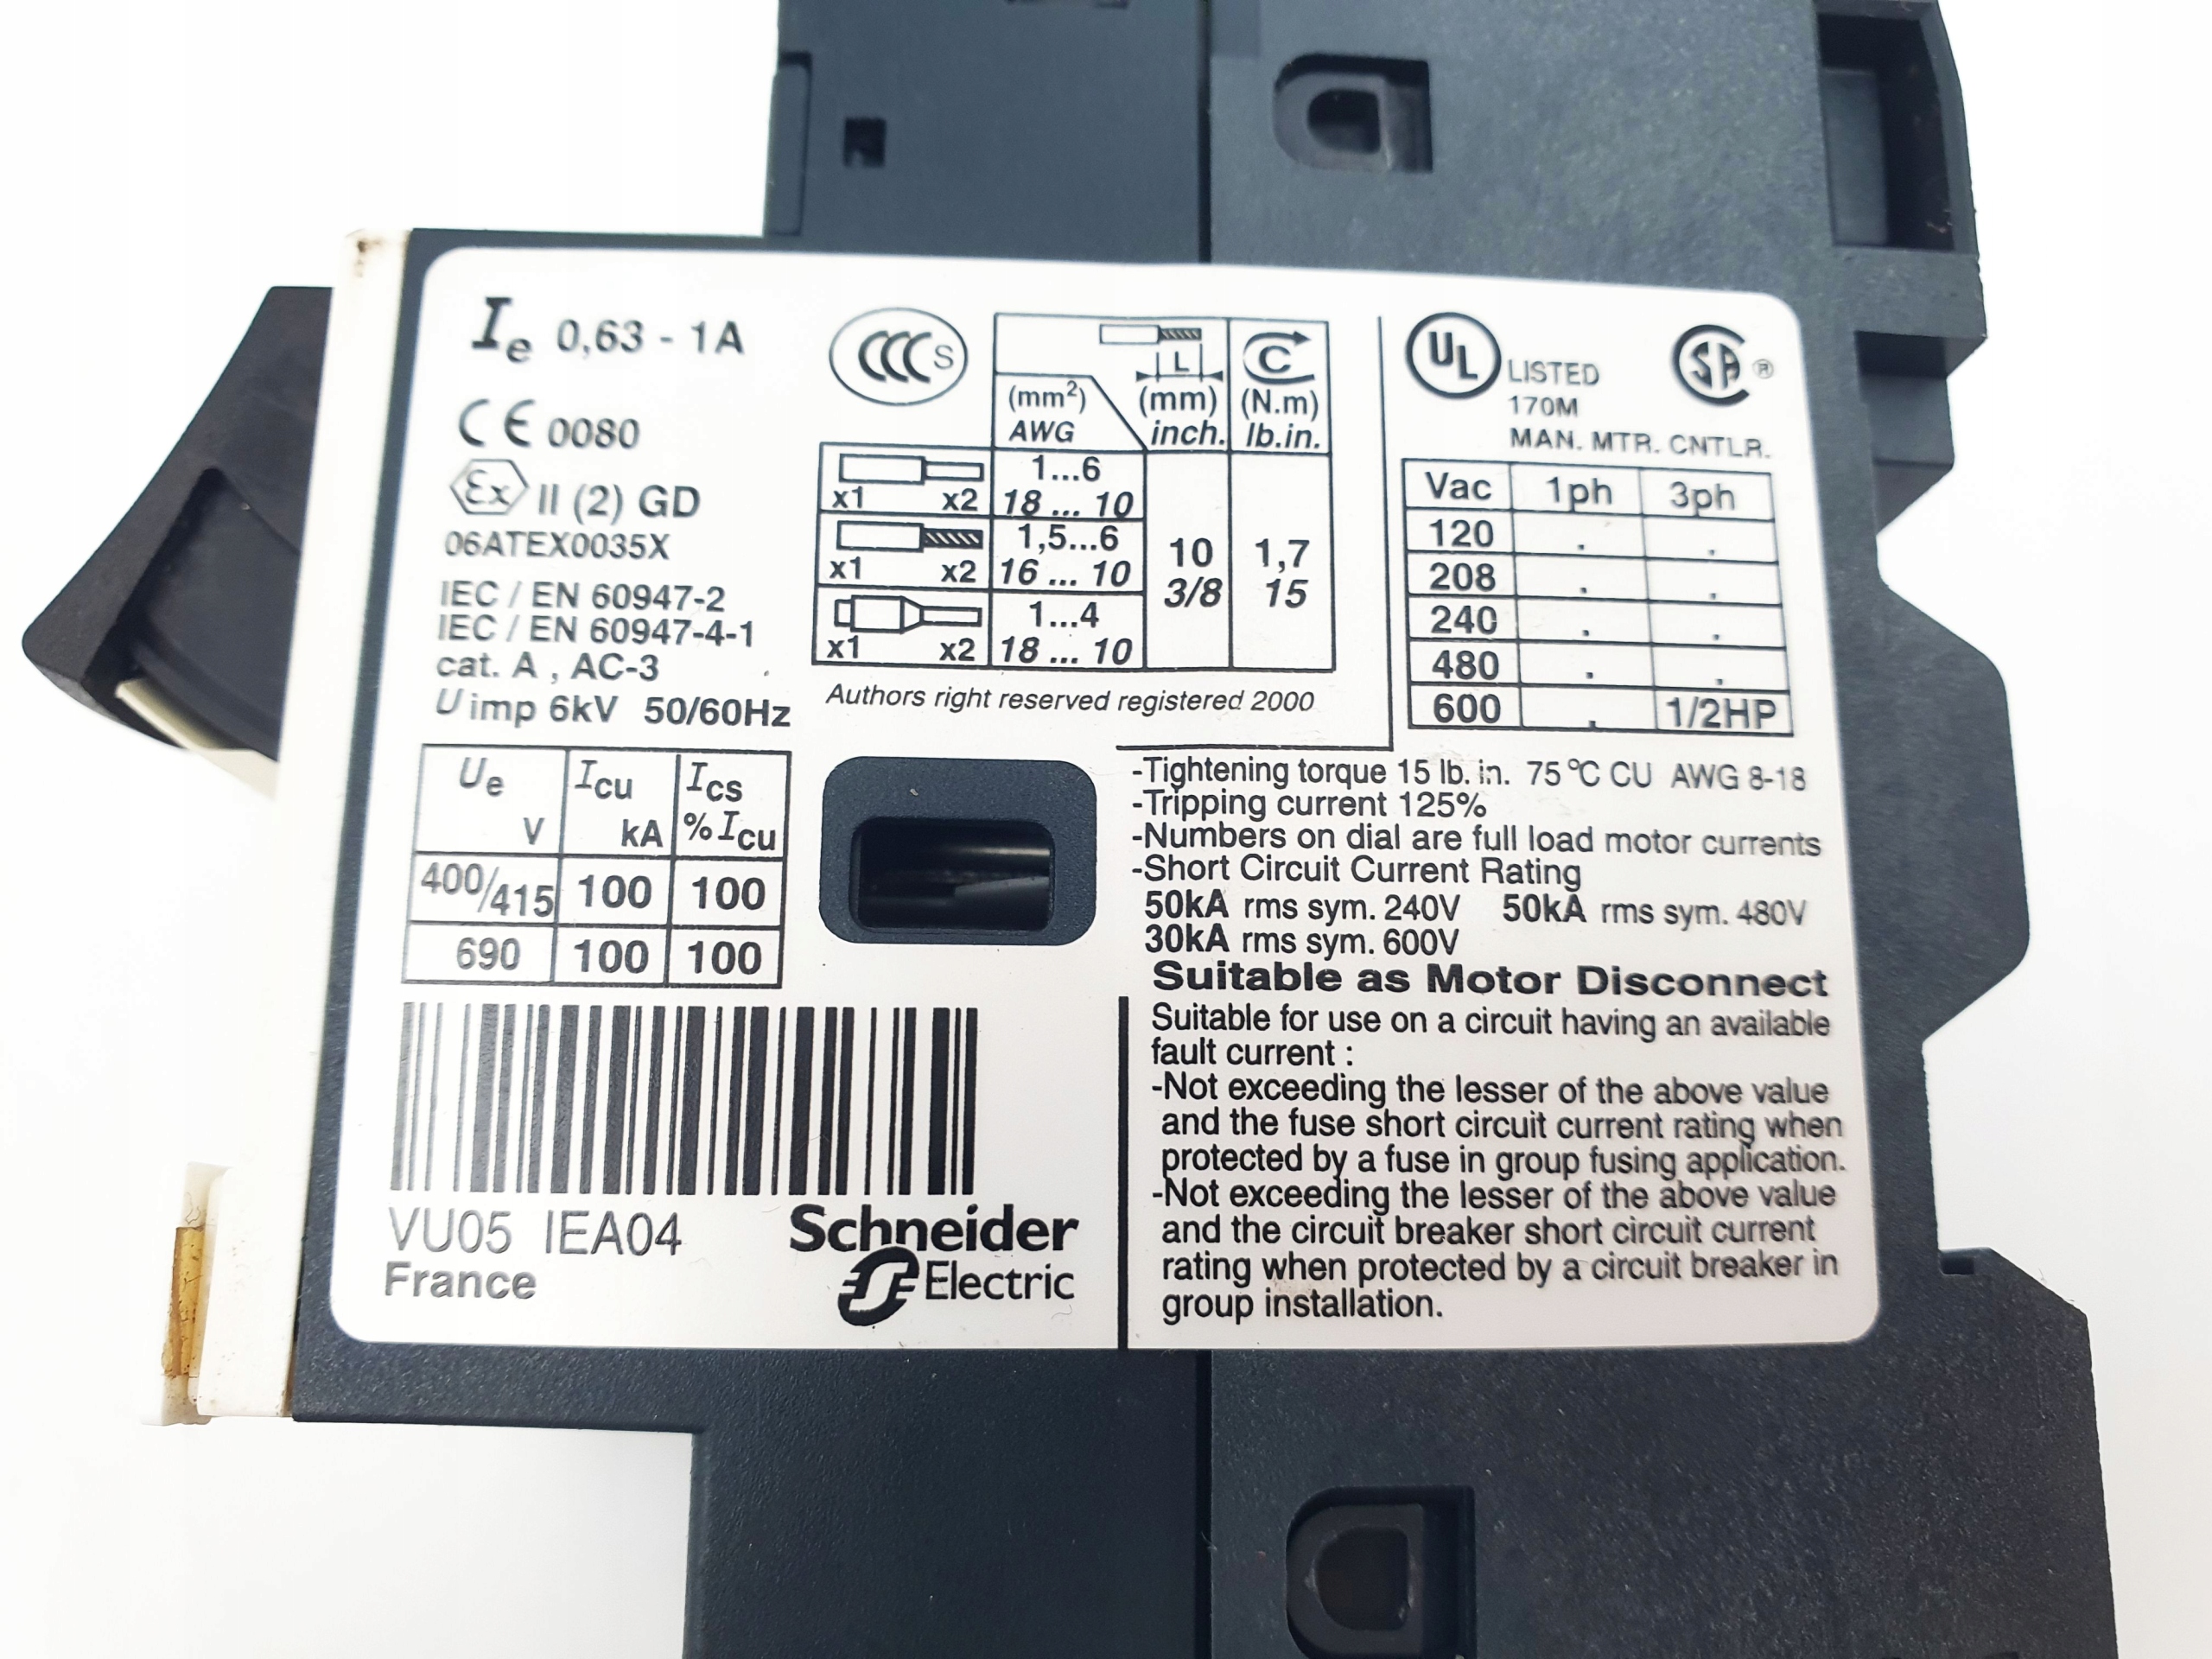 Ie 0,63 - 1A
CE 0080
Ex II (2) GD
06ATEX0035X
IEC / EN 60947-2
IEC / EN 60947-4-1
cat. A , AC-3
U imp 6kV 50/60Hz
Ue V Icu kA Ics % Icu
400/415 100 100
690 100 100
VU05 IEA04
France
Schneider
Electric
CCC S
L C
(mm²) (mm) (N.m)
AWG inch. lb.in.
x1 x2 1...6
18 ... 10
x1 x2 1,5...6
16 ... 10
x1 x2 1...4
18 ... 10
10 1,7
3/8 15
Authors right reserved registered 2000
UL LISTED SA ®
170M
MAN. MTR. CNTLR.
Vac 1ph 3ph
120 . .
208 . .
240 . .
480 . .
600 . 1/2HP
-Tightening torque 15 lb. in. 75 °C CU AWG 8-18
-Tripping current 125%
-Numbers on dial are full load motor currents
-Short Circuit Current Rating
50kA rms sym. 240V 50kA rms sym. 480V
30kA rms sym. 600V
Suitable as Motor Disconnect
Suitable for use on a circuit having an available
fault current :
-Not exceeding the lesser of the above value
and the fuse short circuit current rating when
protected by a fuse in group fusing application.
-Not exceeding the lesser of the above value
and the circuit breaker short circuit current
rating when protected by a circuit breaker in
group installation.